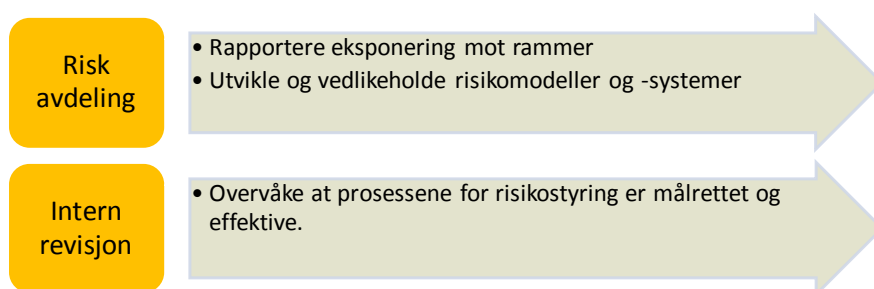 Risk
avdeling
• Rapportere eksponering mot rammer
• Utvikle og vedlikeholde risikomodeller og -systemer
Intern
revisjon
• Overvåke at prosessene for risikostyring er målrettet og
effektive.